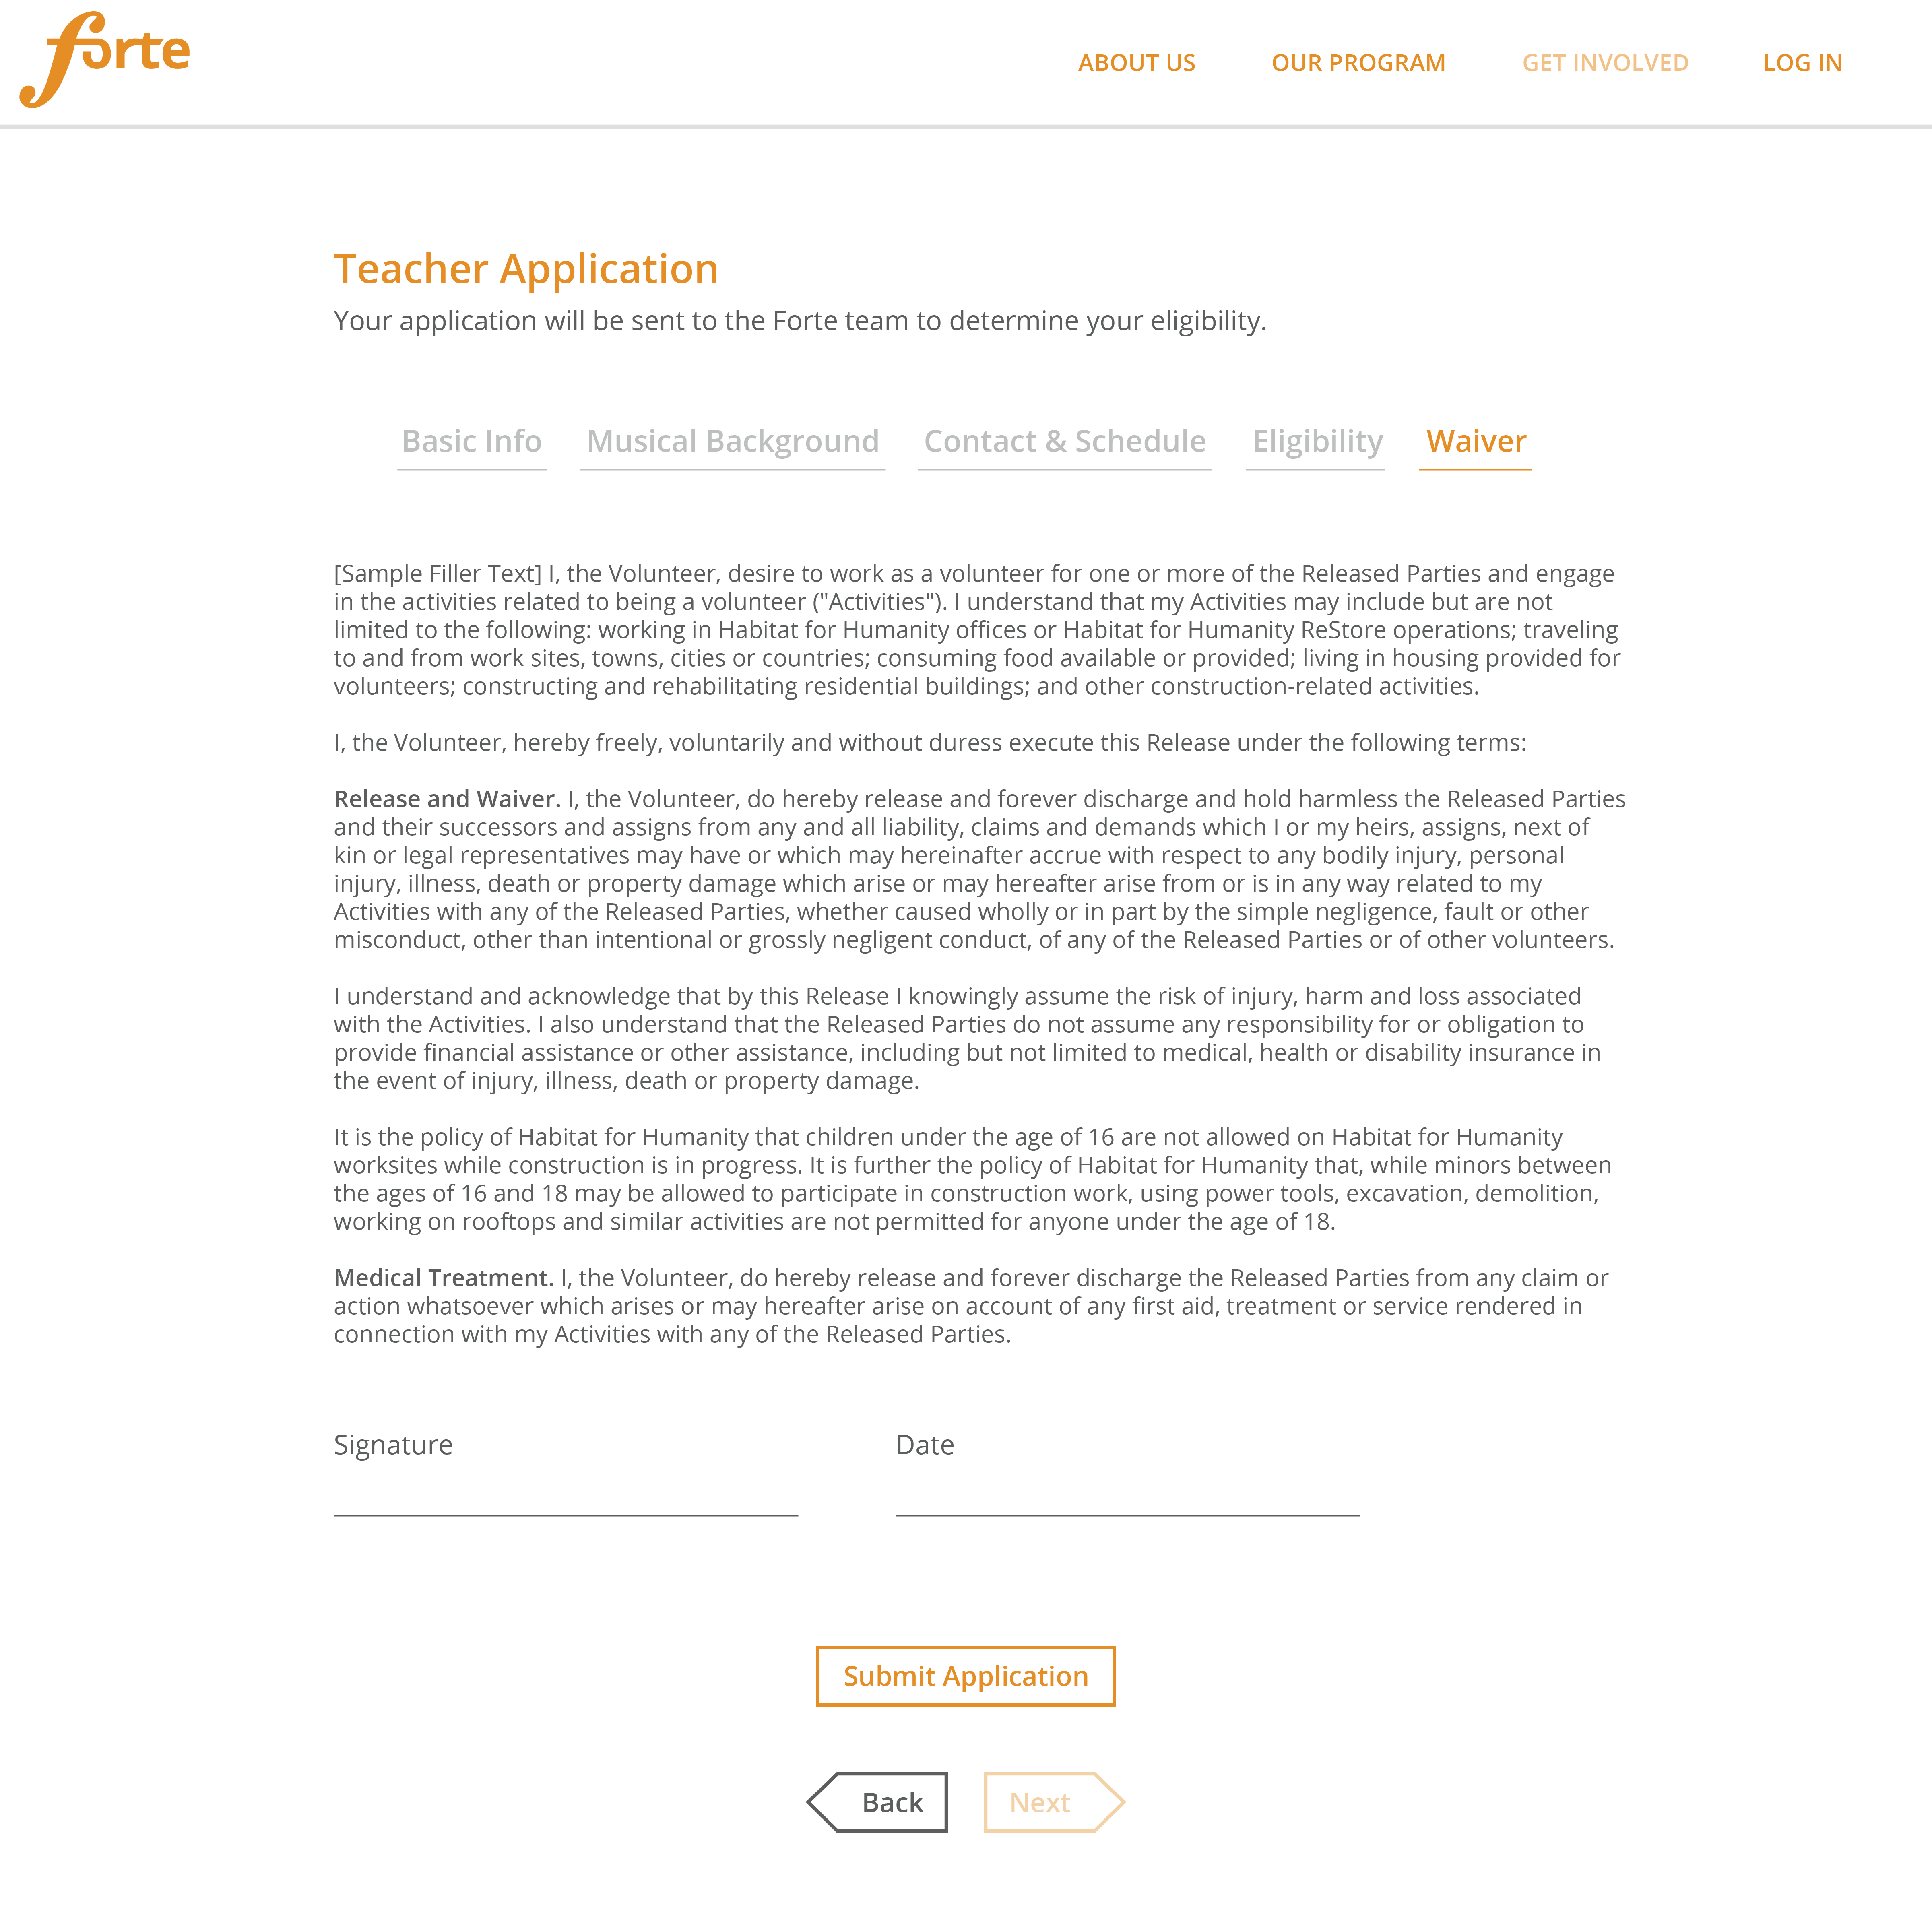 forte
ABOUT US OUR PROGRAM GET INVOLVED LOG IN
Teacher Application
Your application will be sent to the Forte team to determine your eligibility.
Basic Info Musical Background Contact & Schedule Eligibility Waiver
[Sample Filler Text] I, the Volunteer, desire to work as a volunteer for one or more of the Released Parties and engage
in the activities related to being a volunteer ("Activities"). I understand that my Activities may include but are not
limited to the following: working in Habitat for Humanity offices or Habitat for Humanity ReStore operations; traveling
to and from work sites, towns, cities or countries; consuming food available or provided; living in housing provided for
volunteers; constructing and rehabilitating residential buildings; and other construction-related activities.
I, the Volunteer, hereby freely, voluntarily and without duress execute this Release under the following terms:
Release and Waiver. I, the Volunteer, do hereby release and forever discharge and hold harmless the Released Parties
and their successors and assigns from any and all liability, claims and demands which I or my heirs, assigns, next of
kin or legal representatives may have or which may hereinafter accrue with respect to any bodily injury, personal
injury, illness, death or property damage which arise or may hereafter arise from or is in any way related to my
Activities with any of the Released Parties, whether caused wholly or in part by the simple negligence, fault or other
misconduct, other than intentional or grossly negligent conduct, of any of the Released Parties or of other volunteers.
I understand and acknowledge that by this Release I knowingly assume the risk of injury, harm and loss associated
with the Activities. I also understand that the Released Parties do not assume any responsibility for or obligation to
provide financial assistance or other assistance, including but not limited to medical, health or disability insurance in
the event of injury, illness, death or property damage.
It is the policy of Habitat for Humanity that children under the age of 16 are not allowed on Habitat for Humanity
worksites while construction is in progress. It is further the policy of Habitat for Humanity that, while minors between
the ages of 16 and 18 may be allowed to participate in construction work, using power tools, excavation, demolition,
working on rooftops and similar activities are not permitted for anyone under the age of 18.
Medical Treatment. I, the Volunteer, do hereby release and forever discharge the Released Parties from any claim or
action whatsoever which arises or may hereafter arise on account of any first aid, treatment or service rendered in
connection with my Activities with any of the Released Parties.
Signature Date
Submit Application
Back Next